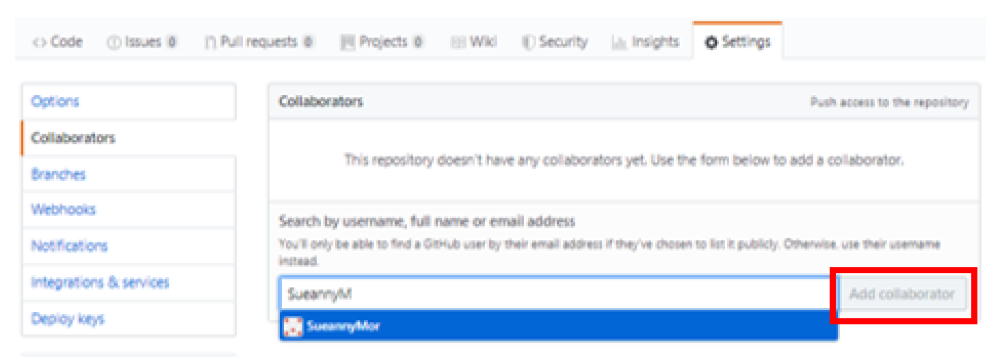 Code Issues 0 Pull requests 0 Projects 0 Wiki Security Insights Settings
Options
Collaborators
Branches
Webhooks
Notifications
Integrations & services
Deploy keys
Collaborators Push access to the repository
This repository doesn't have any collaborators yet. Use the form below to add a collaborator.
Search by username, full name or email address
You'll only be able to find a GitHub user by their email address if they've chosen to list it publicly. Otherwise, use their username
instead.
SueannyM Add collaborator
SueannyMor